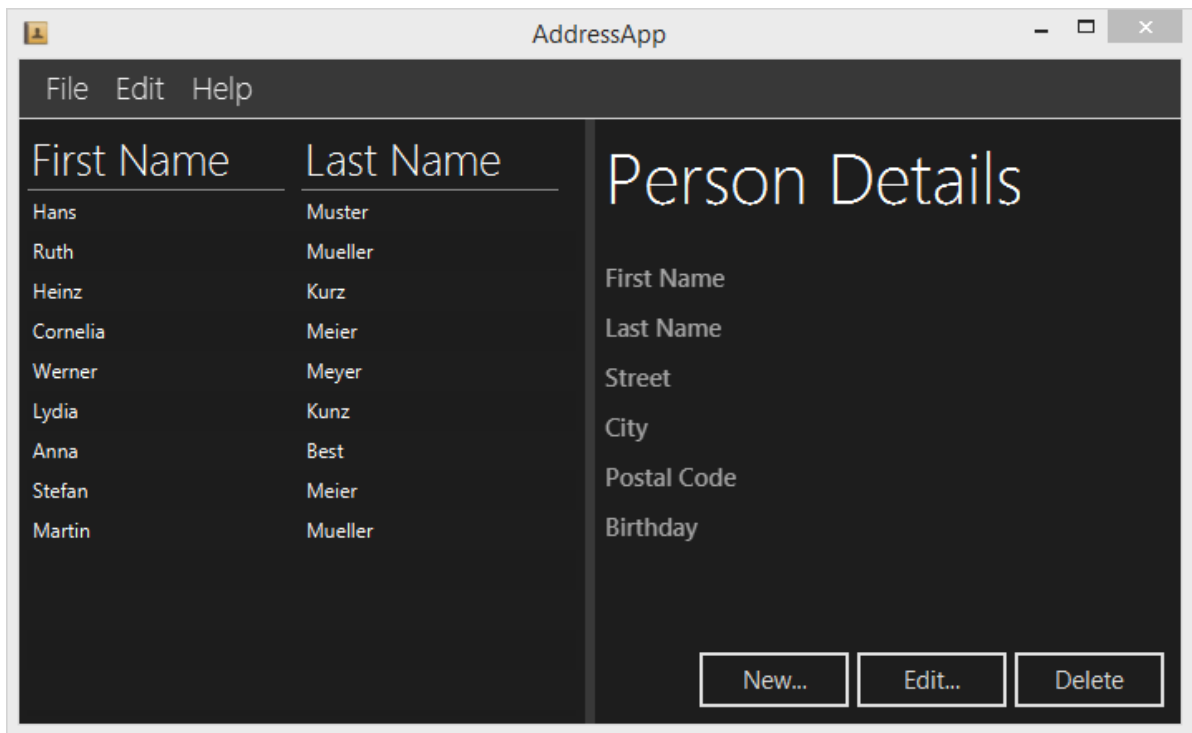 AddressApp
File Edit Help
First Name Last Name
Hans Muster
Ruth Mueller
Heinz Kurz
Cornelia Meier
Werner Meyer
Lydia Kunz
Anna Best
Stefan Meier
Martin Mueller
Person Details
First Name
Last Name
Street
City
Postal Code
Birthday
New... Edit... Delete